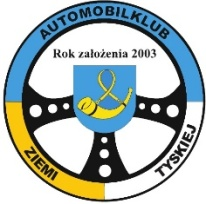 AUTOMOBILKLUB
Rok założenia 2003
ZIEMI
TYSKIEJ